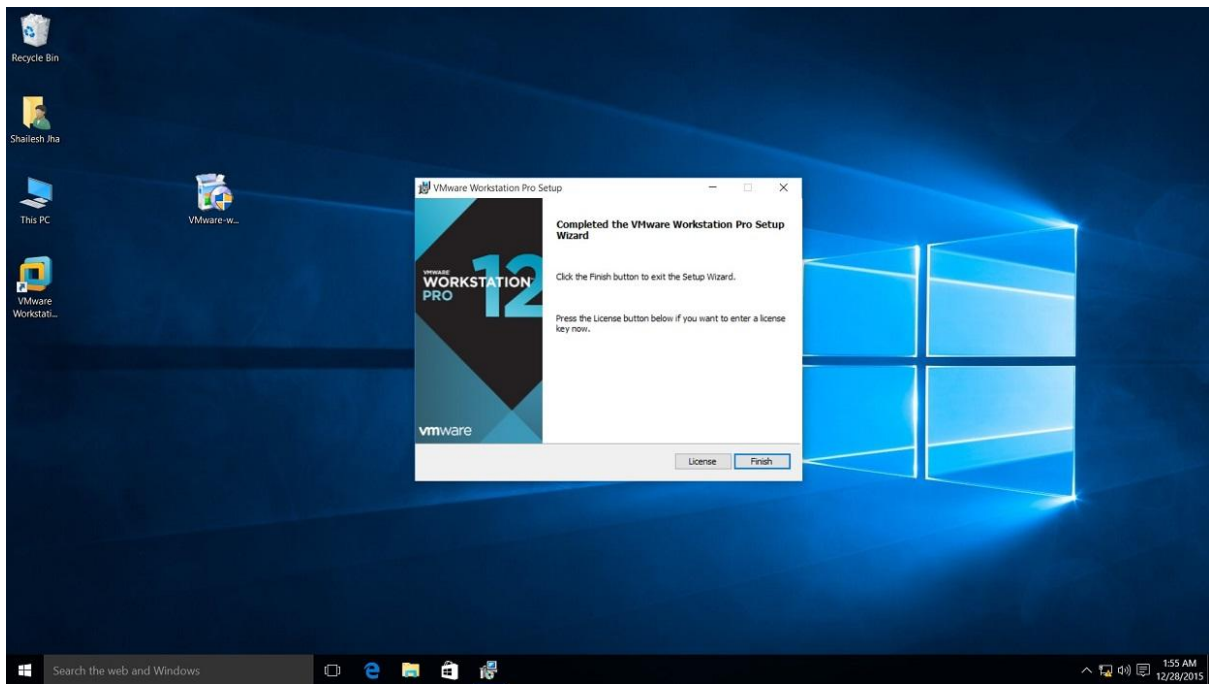 Recycle Bin
Shailesh Jha
This PC
VMware-w...
VMware
Workstati...
VMware Workstation Pro Setup
VMWARE
WORKSTATION
PRO
12
vmware
Completed the VMware Workstation Pro Setup
Wizard
Click the Finish button to exit the Setup Wizard.
Press the License button below if you want to enter a license
key now.
License
Finish
Search the web and Windows
1:55 AM
12/28/2015